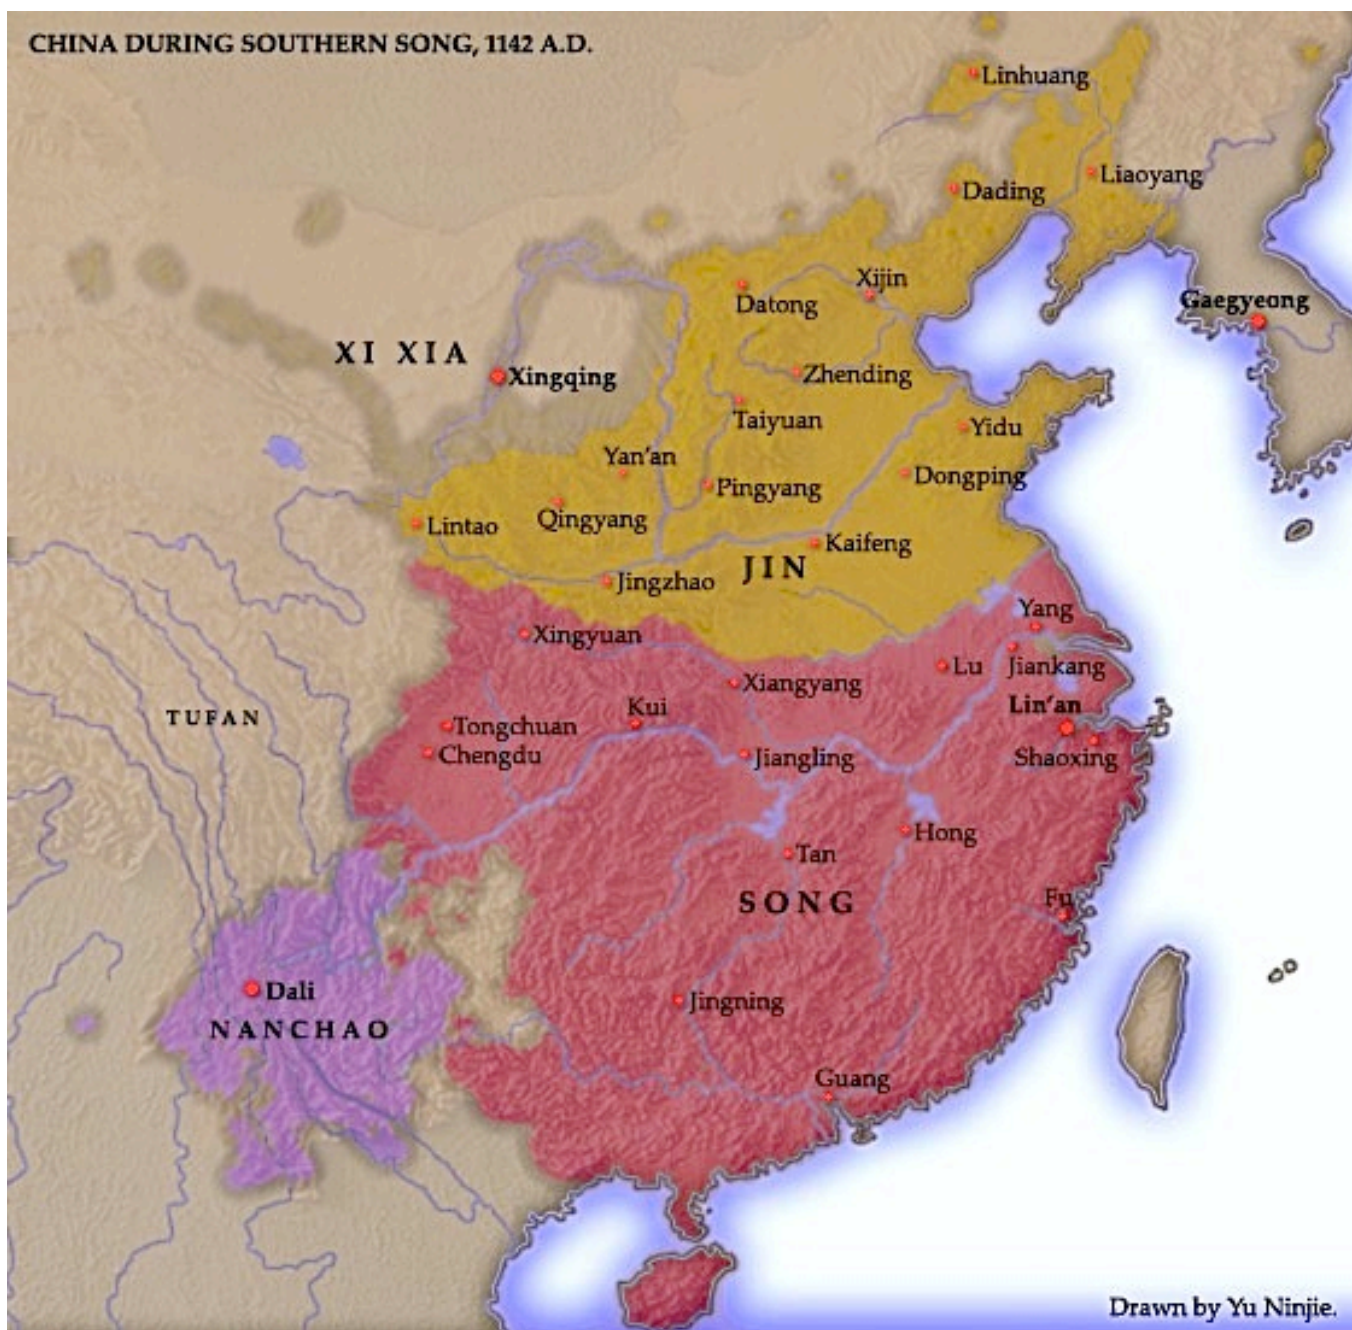 CHINA DURING SOUTHERN SONG, 1142 A.D.
Linhuang
Liaoyang
Dading
Xijin
Datong
Gaegyeong
XI XIA
Xingqing
Zhending
Taiyuan
Yidu
Yan'an
Dongping
Pingyang
Qingyang
Lintao
Kaifeng
JIN
Jingzhao
Yang
Xingyuan
Jiankang
Lu
Xiangyang
Lin'an
Kui
TUFAN
Tongchuan
Chengdu
Jiangling
Shaoxing
Hong
Tan
SONG
Fu
Dali
Jingning
NANCHAO
Guang
Drawn by Yu Ninjie.